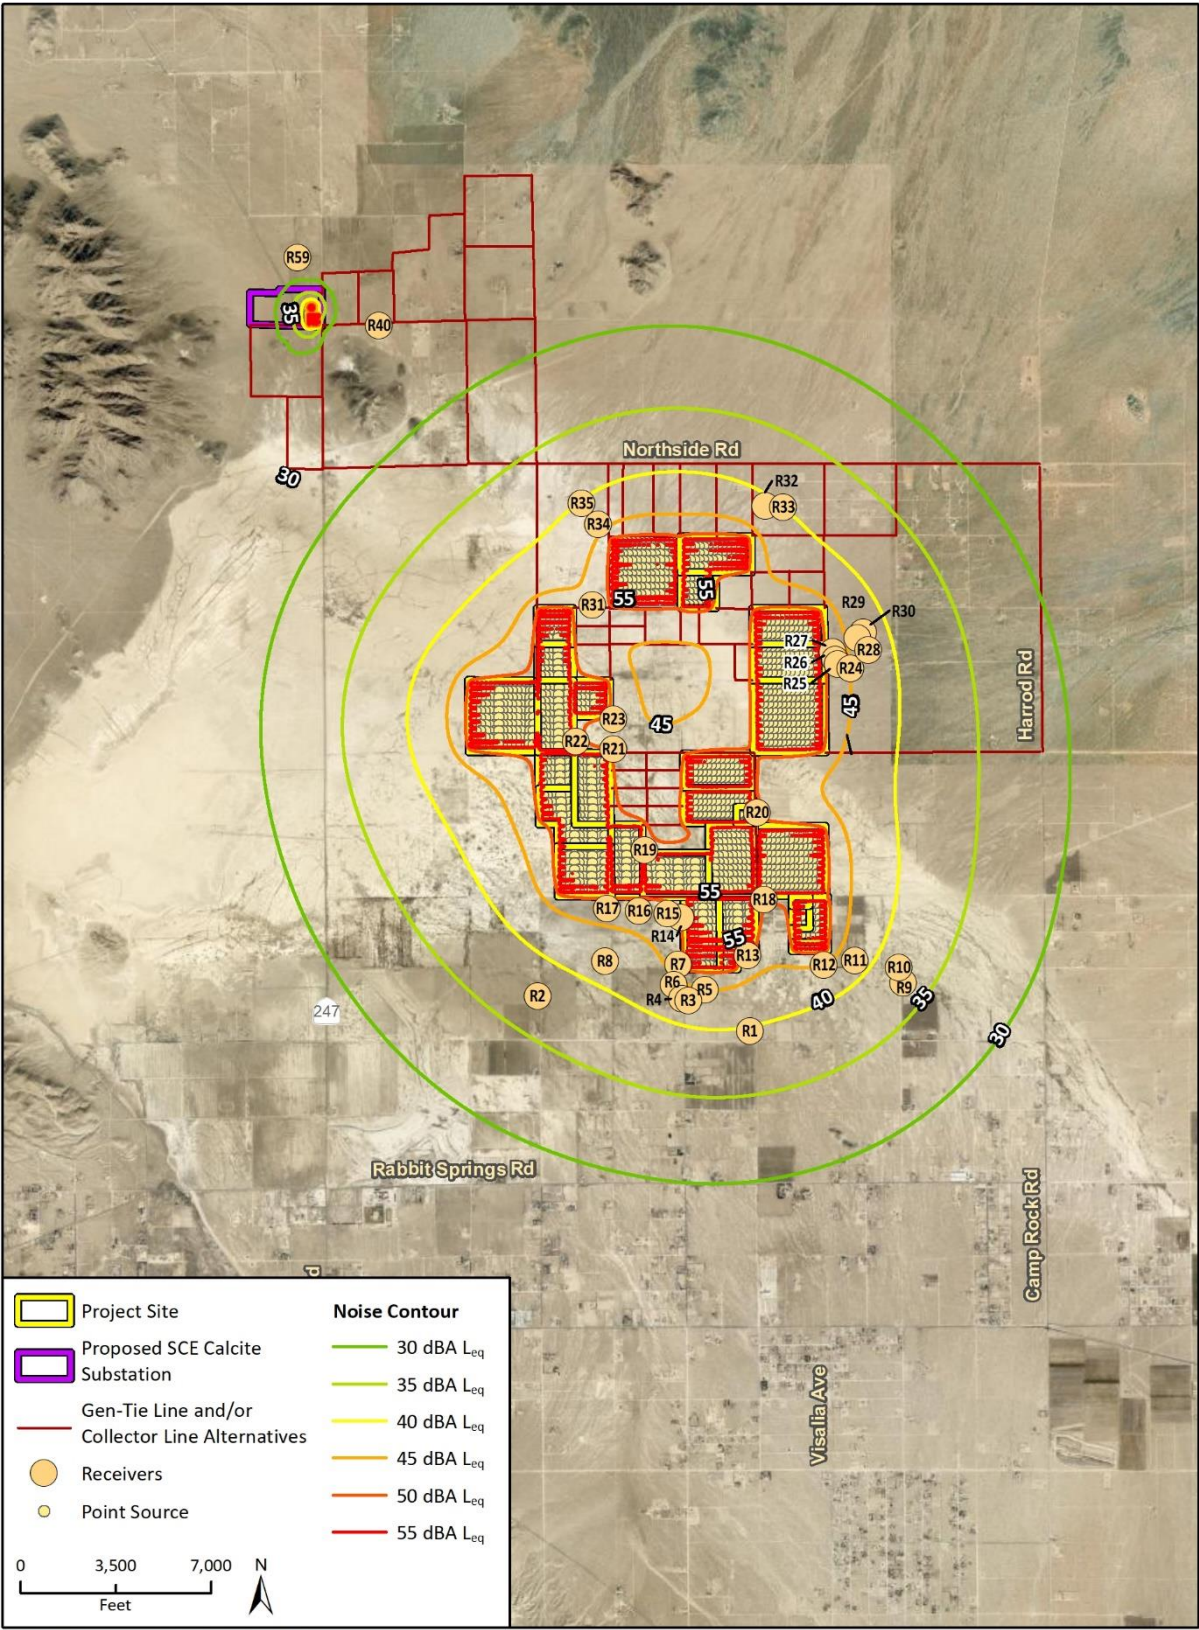 R59
35
R40
30
Northside Rd
R32
R35
R33
R34
55
55
R31
R29
R30
R27
R28
R26
R24
R25
Harrod Rd
45
R23
45
R22
R21
R20
R19
55
R18
R17
R16
R15
R14
55
R13
R8
R7
R12
R11
R10
R6
R5
R9
R2
R4
R3
40
35
R1
247
30
Rabbit Springs Rd
Camp Rock Rd
d
Visalia Ave
Project Site
Proposed SCE Calcite
Substation
Gen-Tie Line and/or
Collector Line Alternatives
Receivers
Point Source
0 3,500 7,000
Feet
N
Noise Contour
30 dBA Leq
35 dBA Leq
40 dBA Leq
45 dBA Leq
50 dBA Leq
55 dBA Leq